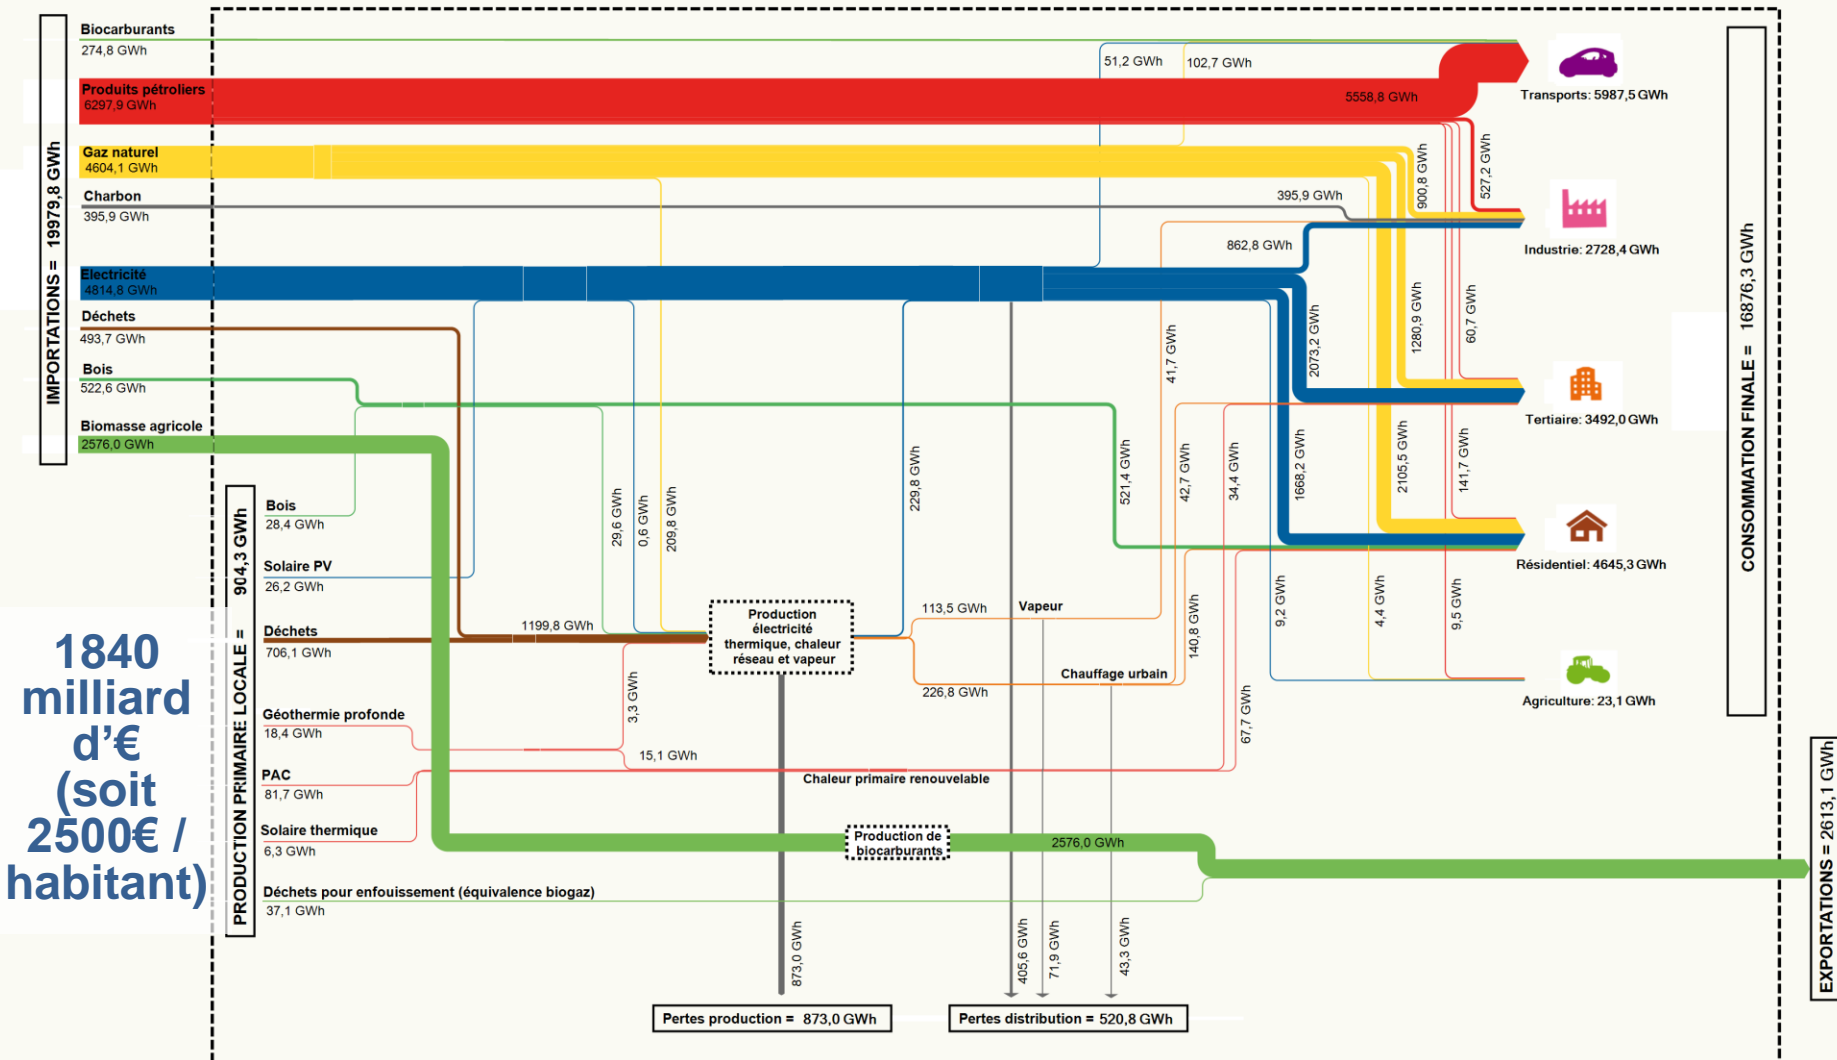 Biocarburants
274,8 GWh
Produits pétroliers
6297,9 GWh
Gaz naturel
4604,1 GWh
Charbon
395,9 GWh
Electricité
4814,8 GWh
Déchets
493,7 GWh
Bois
522,6 GWh
Biomasse agricole
2576,0 GWh
IMPORTATIONS = 19979,8 GWh
PRODUCTION PRIMAIRE LOCALE = 904,3 GWh
Bois
28,4 GWh
Solaire PV
26,2 GWh
Déchets
706,1 GWh
Géothermie profonde
18,4 GWh
PAC
81,7 GWh
Solaire thermique
6,3 GWh
Déchets pour enfouissement (équivalence biogaz)
37,1 GWh
1840
milliard
d’€
(soit
2500€ /
habitant)
1199,8 GWh
29,6 GWh
0,6 GWh
209,8 GWh
3,3 GWh
15,1 GWh
Production
électricité
thermique, chaleur
réseau et vapeur
229,8 GWh
113,5 GWh
Vapeur
226,8 GWh
Chauffage urbain
Chaleur primaire renouvelable
Production de
biocarburants
2576,0 GWh
873,0 GWh
405,6 GWh
71,9 GWh
43,3 GWh
Pertes production = 873,0 GWh
Pertes distribution = 520,8 GWh
51,2 GWh
102,7 GWh
5558,8 GWh
395,9 GWh
862,8 GWh
900,8 GWh
527,2 GWh
41,7 GWh
2073,2 GWh
1280,9 GWh
60,7 GWh
521,4 GWh
42,7 GWh
34,4 GWh
1668,2 GWh
2105,5 GWh
141,7 GWh
140,8 GWh
67,7 GWh
9,2 GWh
4,4 GWh
9,5 GWh
Transports: 5987,5 GWh
Industrie: 2728,4 GWh
Tertiaire: 3492,0 GWh
Résidentiel: 4645,3 GWh
Agriculture: 23,1 GWh
CONSOMMATION FINALE = 16876,3 GWh
EXPORTATIONS = 2613,1 GWh